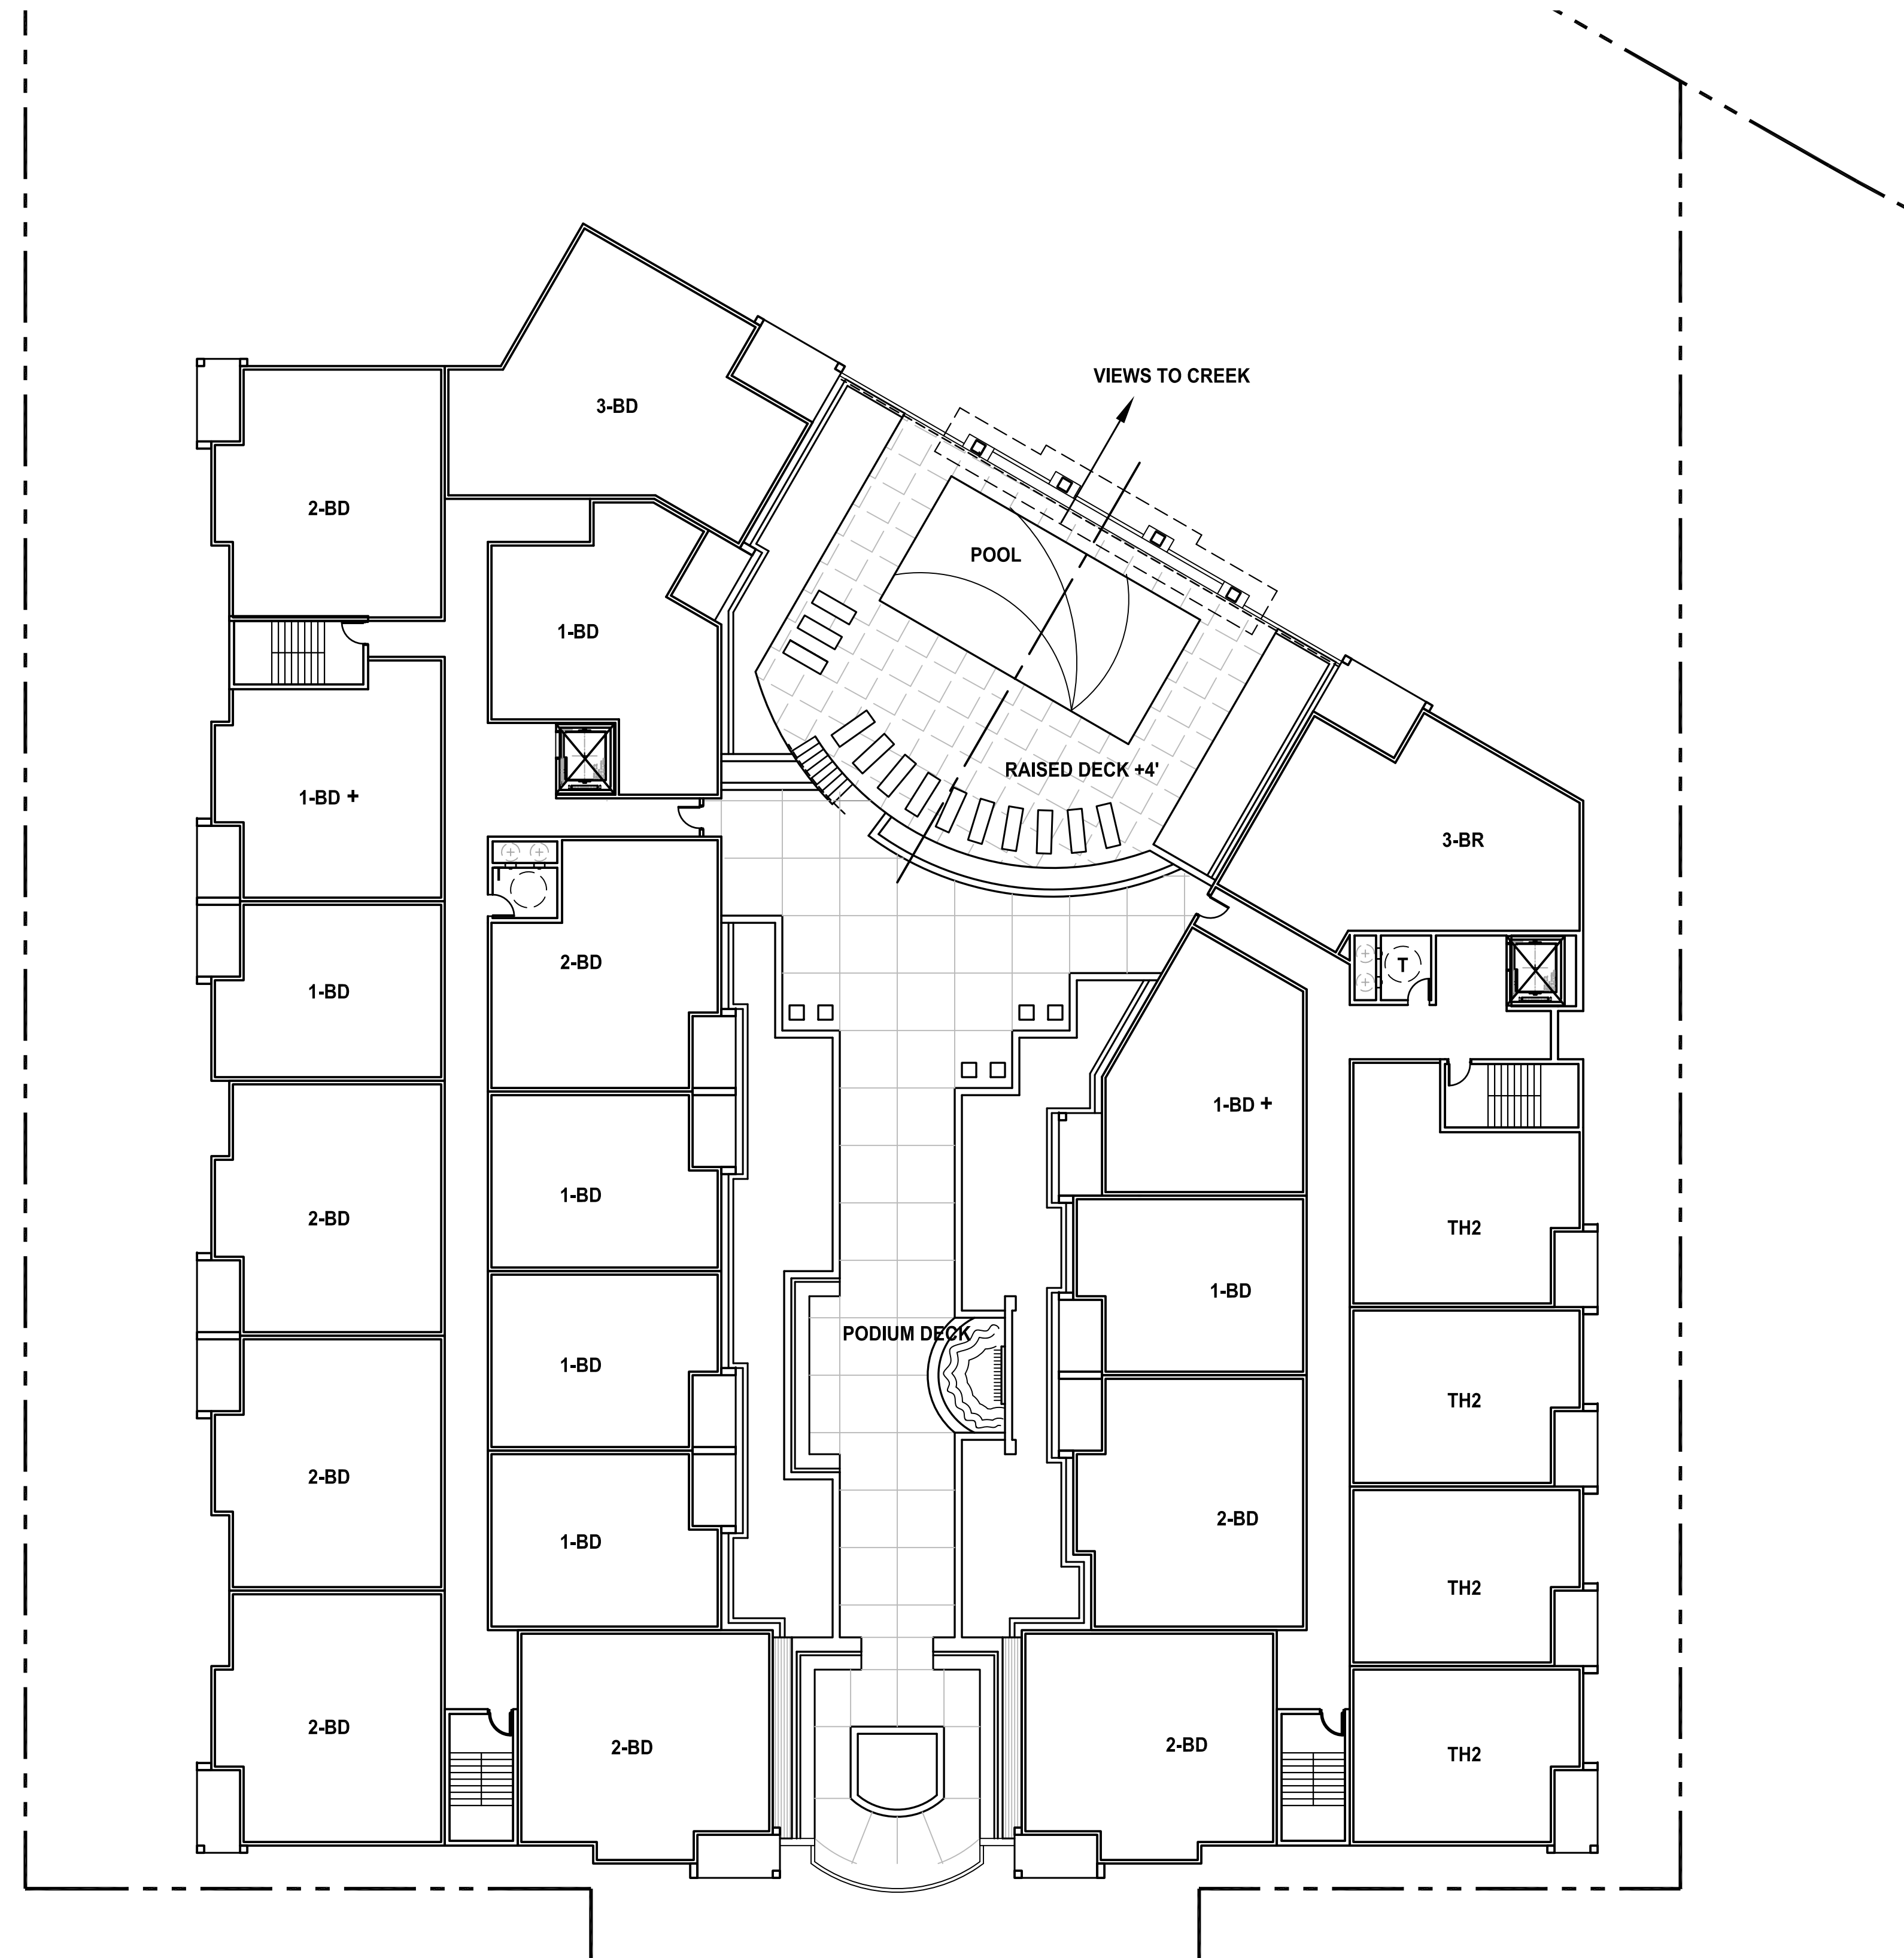 VIEWS TO CREEK
3-BD
2-BD
POOL
1-BD
RAISED DECK +4'
1-BD +
3-BR
2-BD
T
T
1-BD
1-BD +
1-BD
2-BD
TH2
1-BD
PODIUM DECK
1-BD
TH2
2-BD
2-BD
1-BD
TH2
2-BD
2-BD
2-BD
TH2